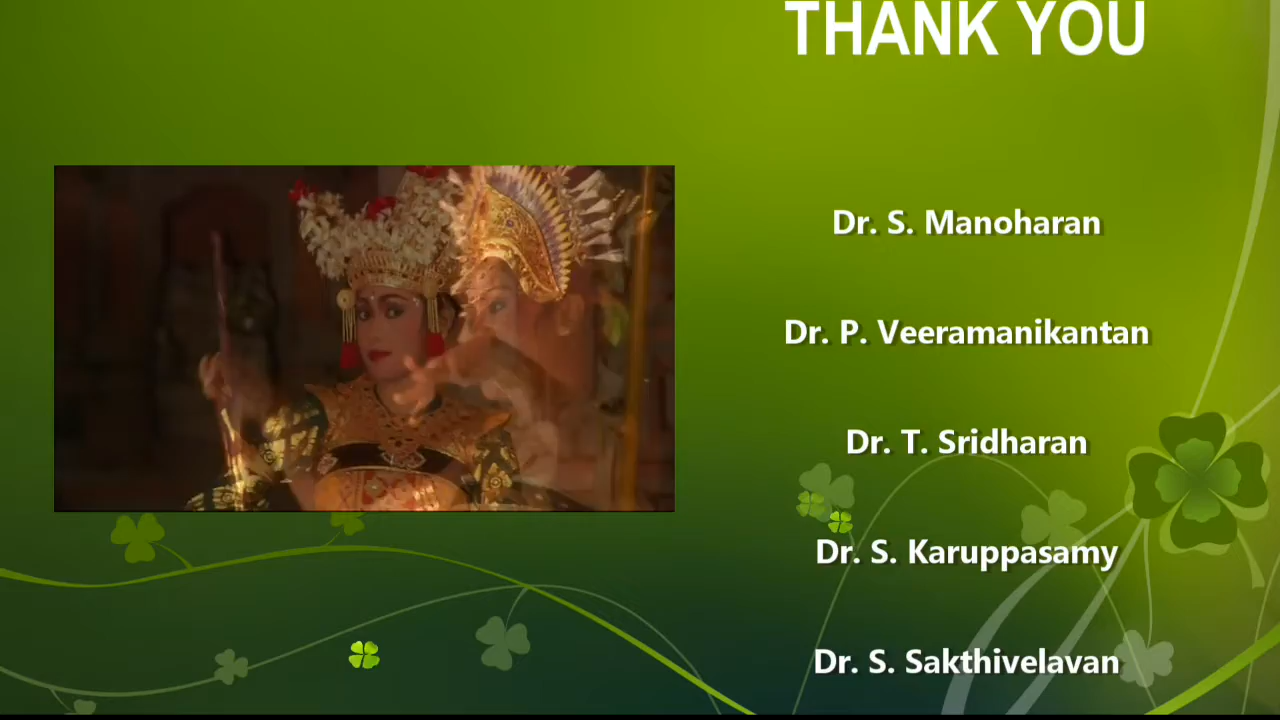 THANK YOU
Dr. S. Manoharan
Dr. P. Veeramanikantan
Dr. T. Sridharan
Dr. S. Karuppasamy
Dr. S. Sakthivelavan